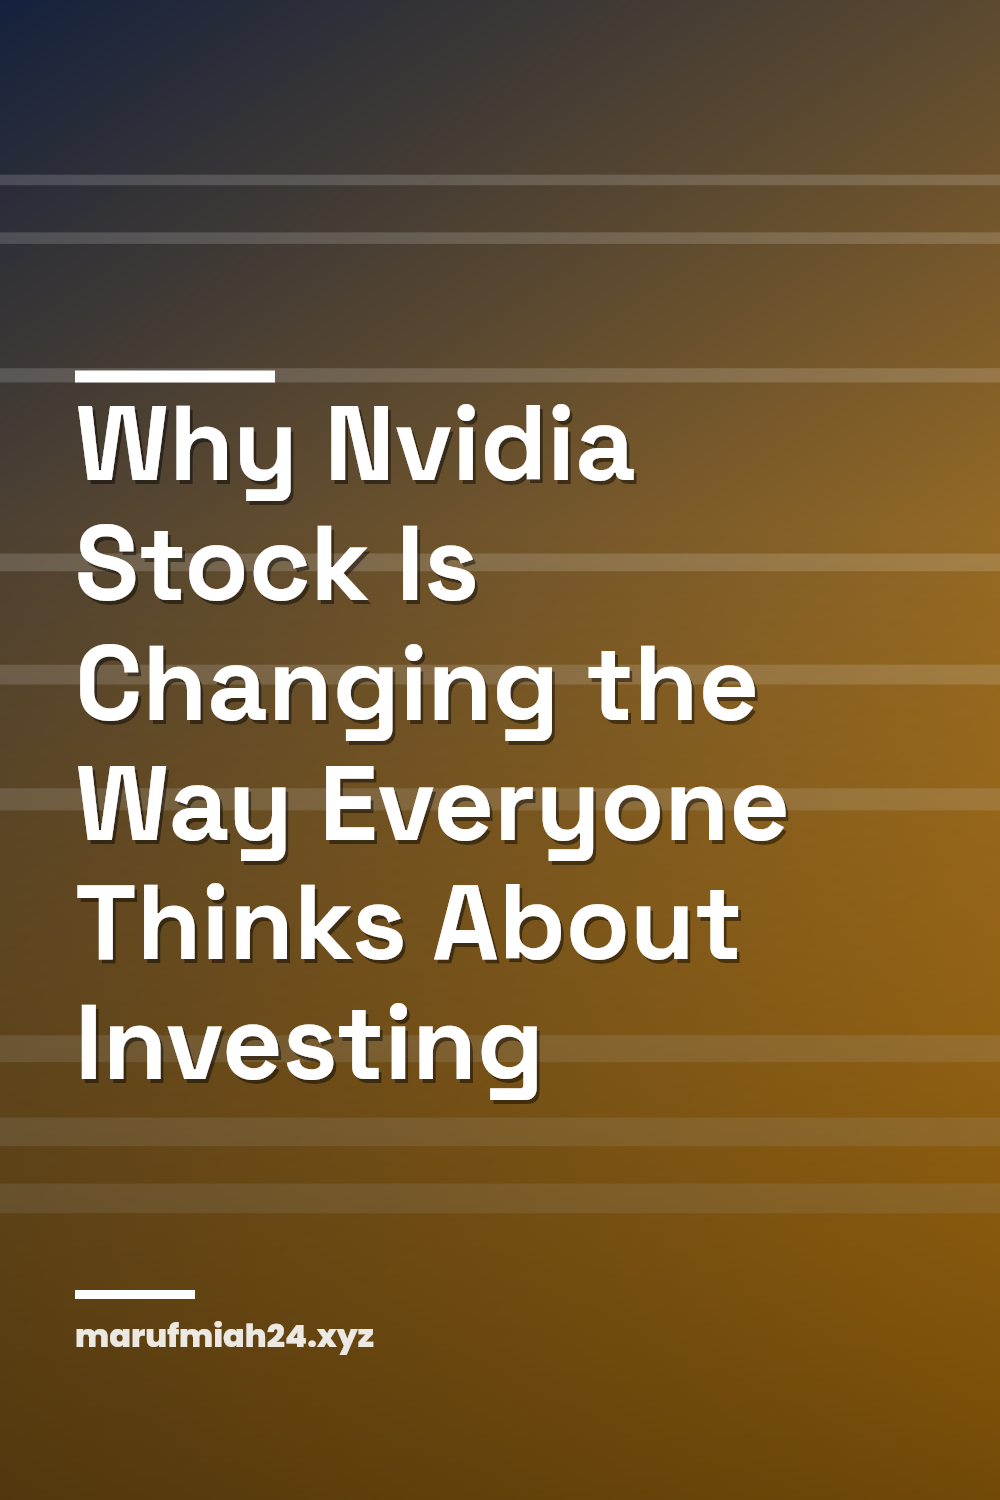 Why Nvidia
Stock Is
Changing the
Way Everyone
Thinks About
Investing
marufmiah24.xyz